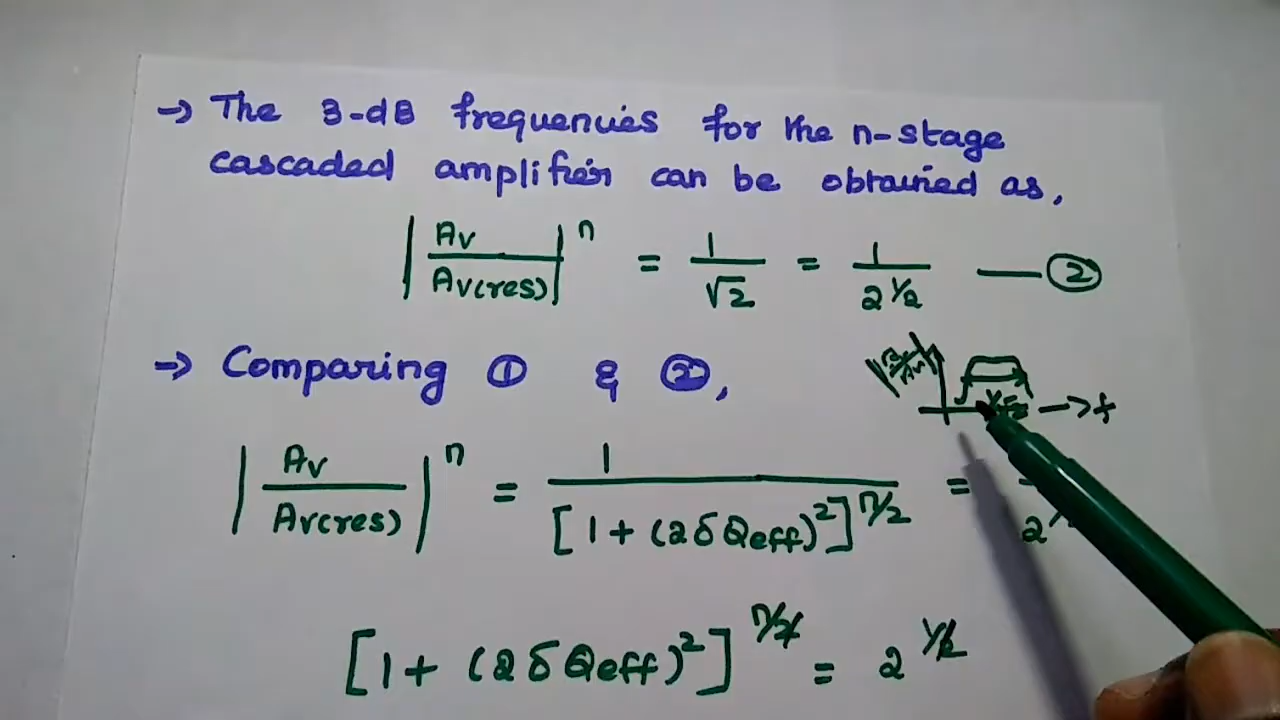 → The 3-dB frequencies for the n-stage
cascaded amplifier can be obtained as,
|Av / Av(res)|ⁿ = 1/√2 = 1/2^½ — ②
→ Comparing ① & ②,
→ f
|Av / Av(res)|ⁿ = 1 / [1 + (2δQeff)²]^n/2 =
[1 + (2δQeff)²]^n/2 = 2^½